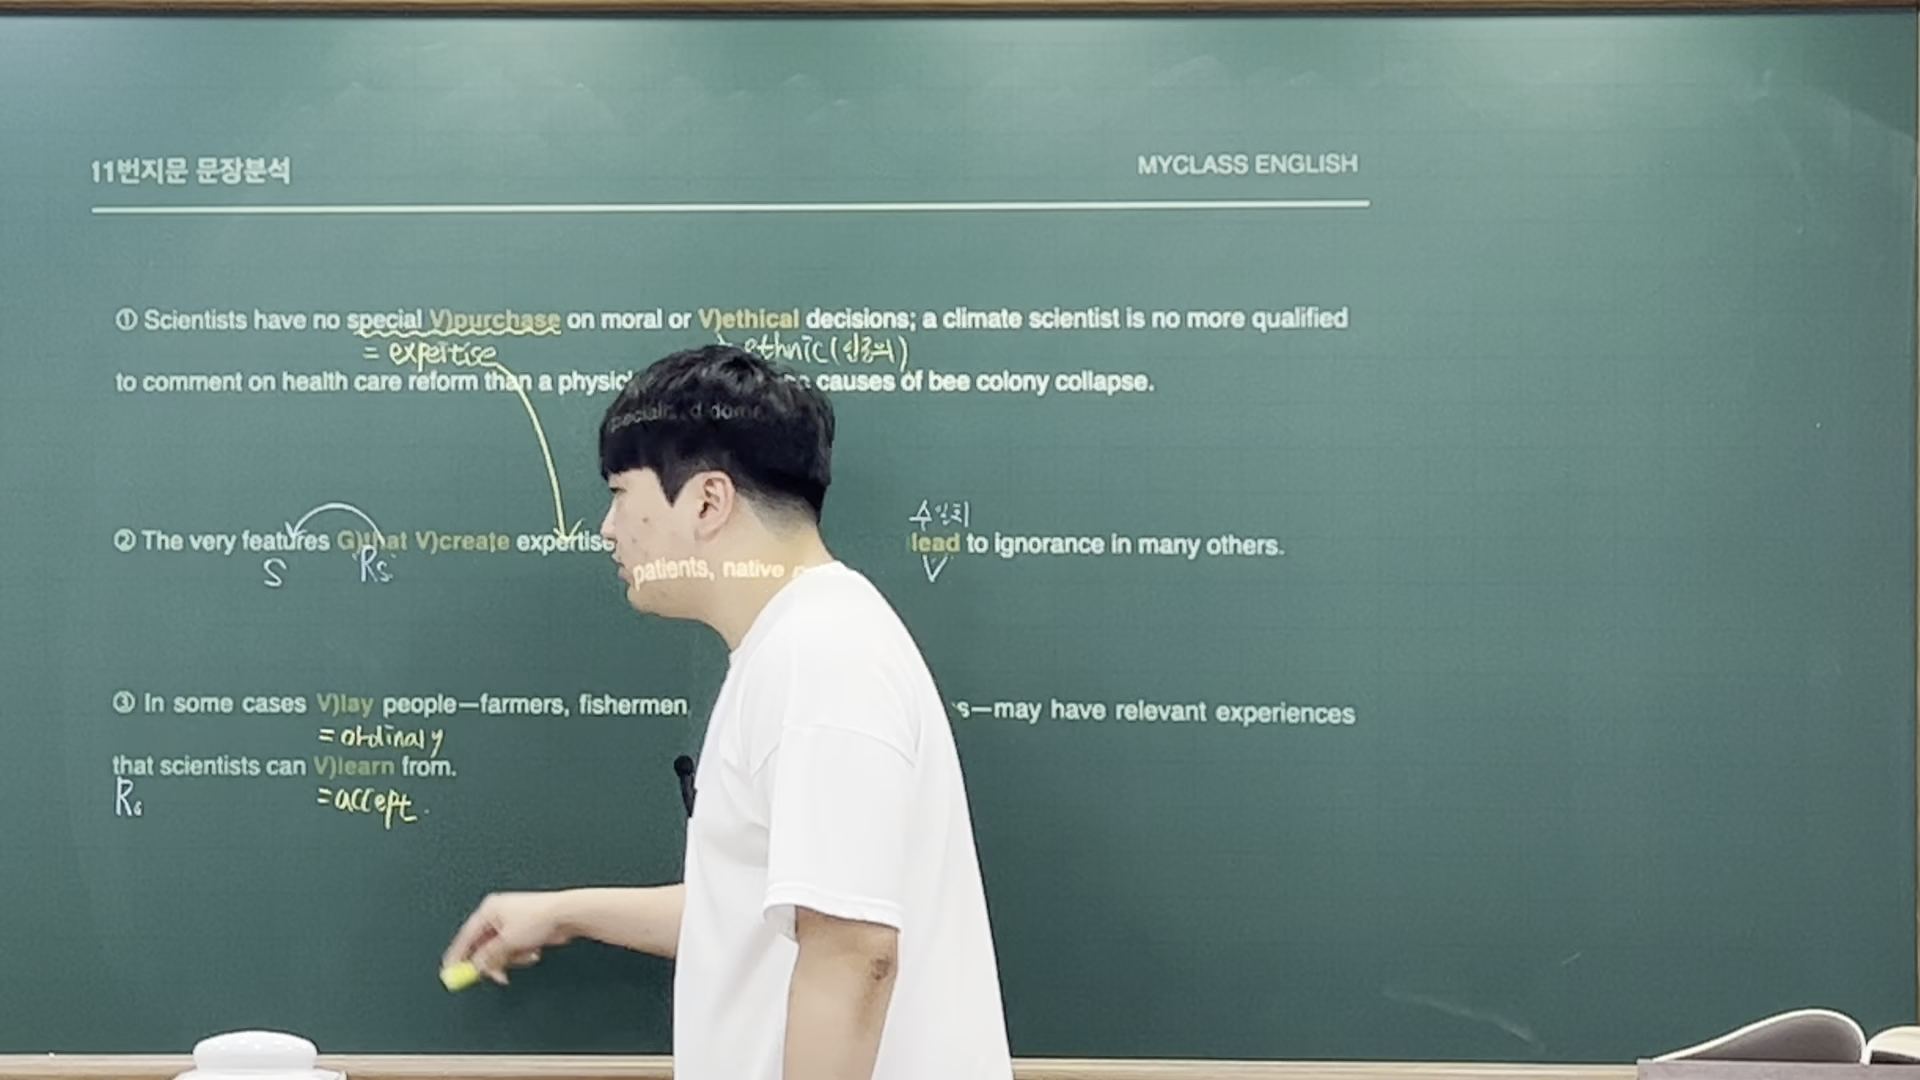 11번지문 문장분석
MYCLASS ENGLISH
① Scientists have no special V)purchase on moral or V)ethical decisions; a climate scientist is no more qualified
= expertise
ethnic (인종의)
to comment on health care reform than a causes of bee colony collapse.
수일치
② The very features G)that V)create expertise lead to ignorance in many others.
S Rs. V
patients, native
③ In some cases V)lay people—farmers, fishermen —may have relevant experiences
= ordinary
that scientists can V)learn from.
Rs = accept.